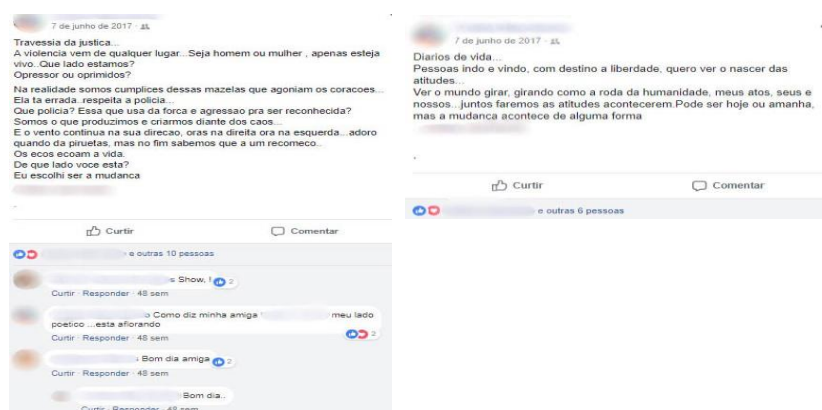 7 de junho de 2017
Travessia da justica...
A violencia vem de qualquer lugar...Seja homem ou mulher , apenas esteja
vivo..Que lado estamos?
Opressor ou oprimidos?
Na realidade somos cumplices dessas mazelas que agoniam os coracoes...
Ela ta errada..respeita a policia...
Que policia? Essa que usa da forca e agressao pra ser reconhecida?
Somos o que produzimos e criarmos diante dos caos...
E o vento continua na sua direcao, oras na direita ora na esquerda...adoro
quando da piruetas, mas no fim sabemos que a um recomeco..
Os ecos ecoam a vida.
De que lado voce esta?
Eu escolhi ser a mudanca
.
Curtir Comentar
e outras 10 pessoas
s Show, ! 2
Curtir · Responder · 48 sem
o Como diz minha amiga meu lado
poetico ...esta aflorando
2
Curtir · Responder · 48 sem
Bom dia amiga 2
Curtir · Responder · 48 sem
Bom dia..
Curtir · Responder · 48 sem
7 de junho de 2017
Diarios de vida...
Pessoas indo e vindo, com destino a liberdade, quero ver o nascer das
atitudes...
Ver o mundo girar, girando como a roda da humanidade, meus atos, seus e
nossos...juntos faremos as atitudes acontecerem.Pode ser hoje ou amanha,
mas a mudanca acontece de alguma forma
.
Curtir Comentar
e outras 6 pessoas